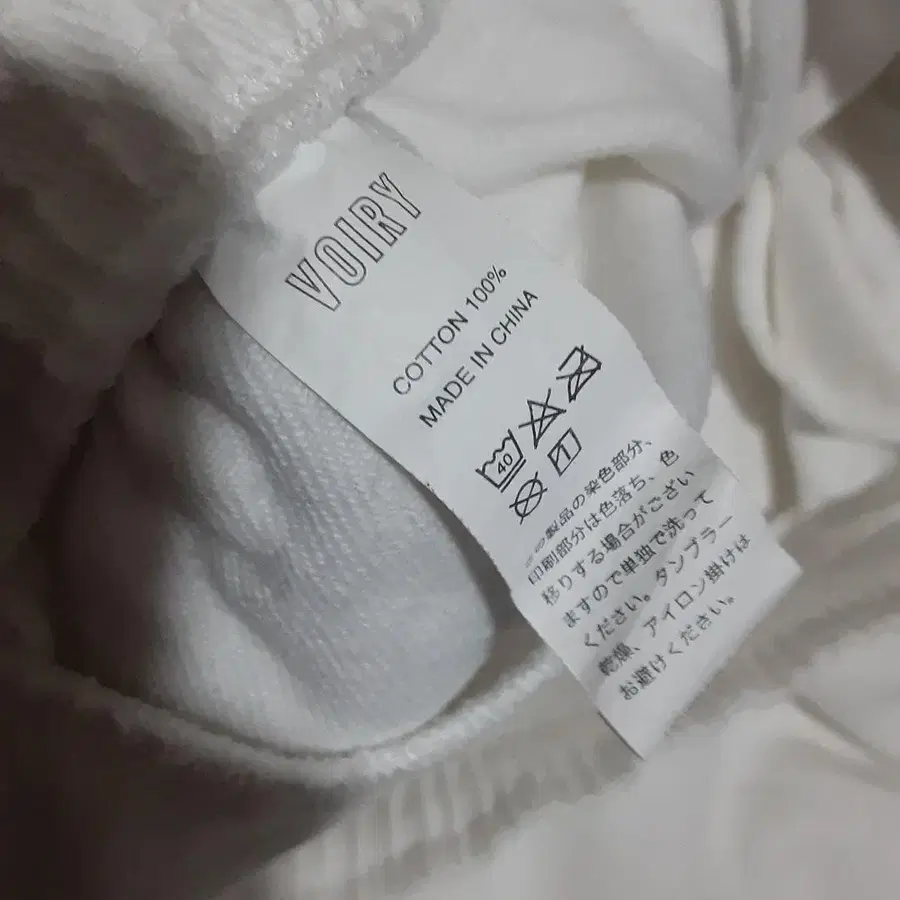 VOIRY
COTTON 100%
MADE IN CHINA
40
1
この製品の染色部分、
印刷部分は色落ち、色
移りする場合がござい
ますので単独で洗って
ください。タンブラー
乾燥、アイロン掛けは
お避けください。